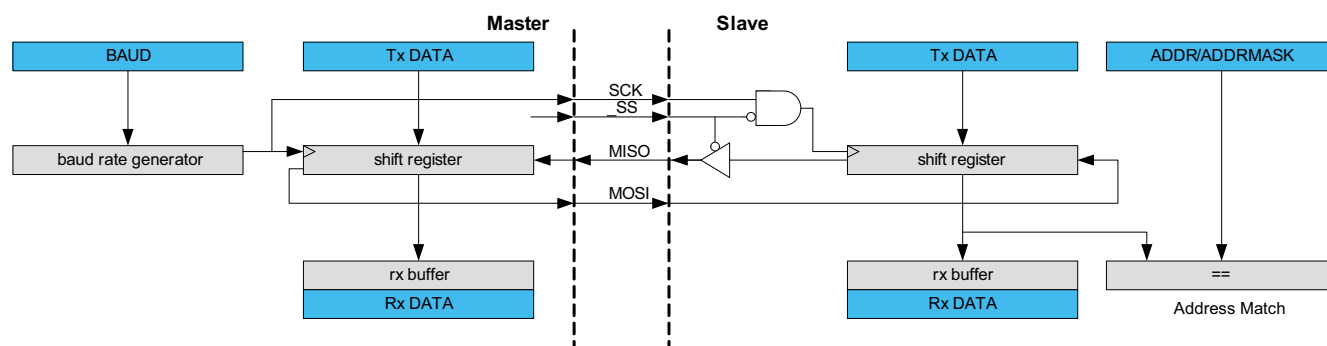 Master
Slave
BAUD
Tx DATA
Tx DATA
ADDR/ADDRMASK
SCK
_SS
baud rate generator
shift register
MISO
shift register
MOSI
rx buffer
rx buffer
==
Rx DATA
Rx DATA
Address Match